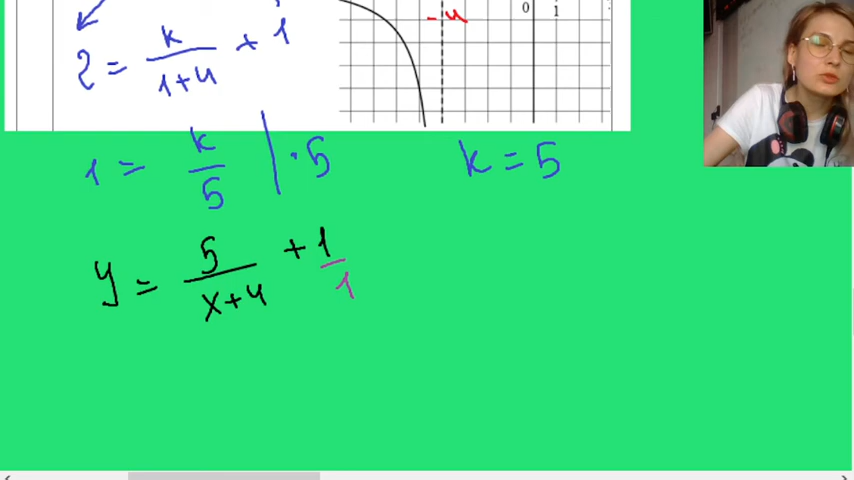 2 = k/(1+4) + 1
-4
0 1
1 = k/5 | · 5
k = 5
y = 5/(x+4) + 1/1